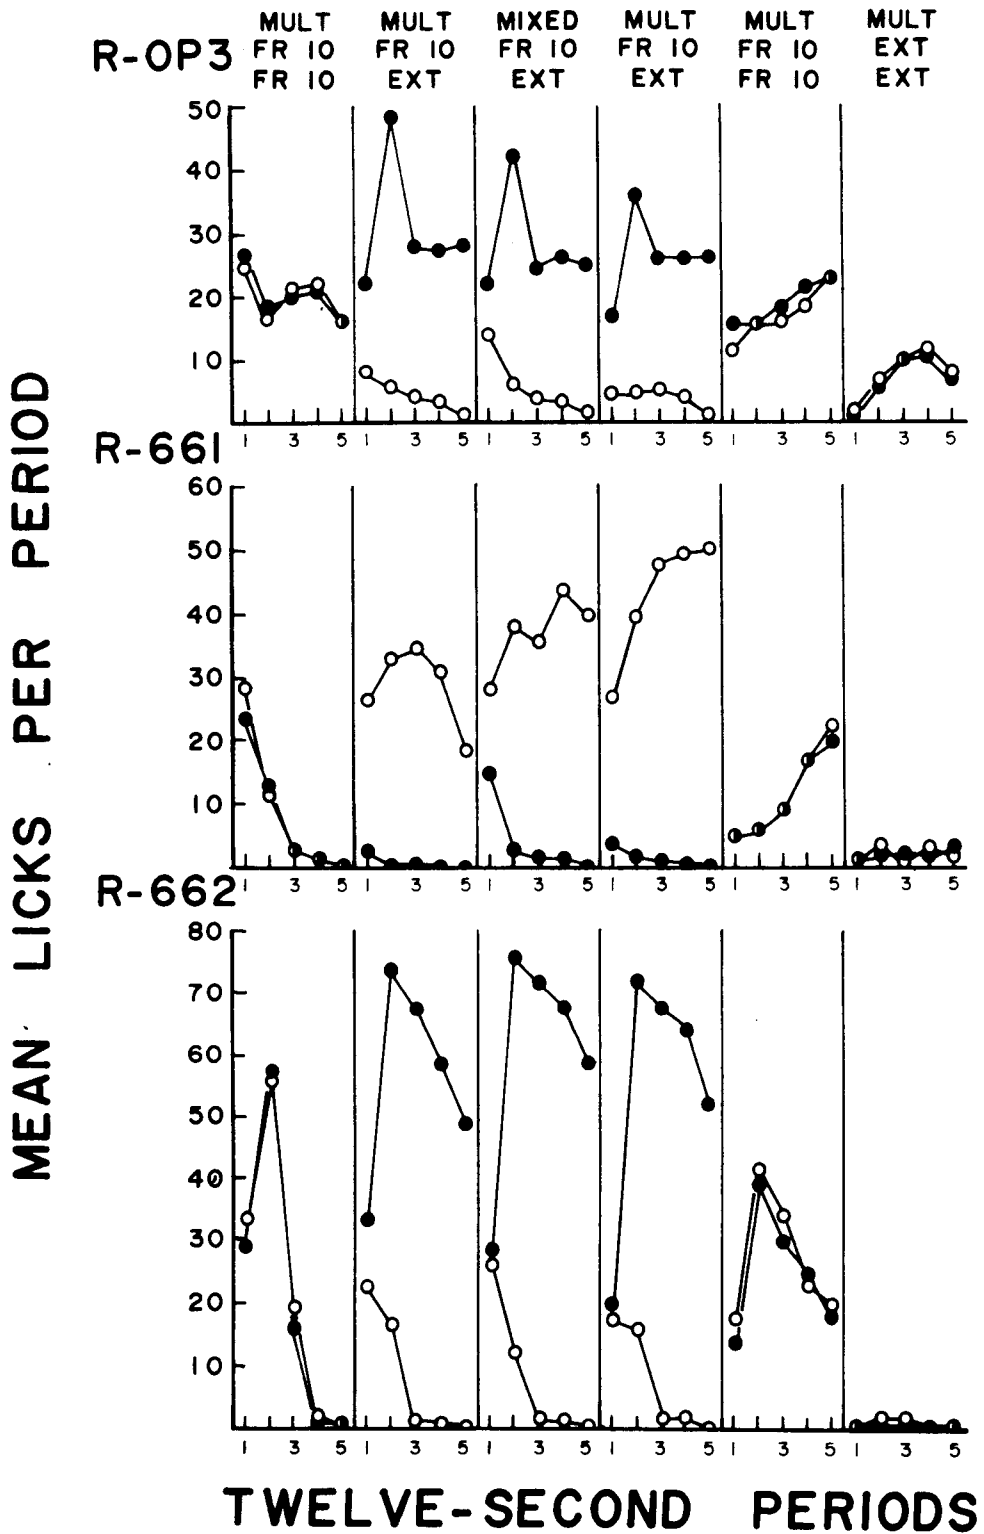 MULT MULT MIXED MULT MULT MULT
R-OP3 FR 10 FR 10 FR 10 FR 10 FR 10 EXT
FR 10 EXT EXT EXT FR 10 EXT
50
40
30
20
10
1 3 5 1 3 5 1 3 5 1 3 5 1 3 5 1 3 5
R-661
60
50
40
30
20
10
1 3 5 1 3 5 1 3 5 1 3 5 1 3 5 1 3 5
R-662
80
70
60
50
40
30
20
10
1 3 5 1 3 5 1 3 5 1 3 5 1 3 5 1 3 5
TWELVE-SECOND PERIODS
MEAN LICKS PER PERIOD